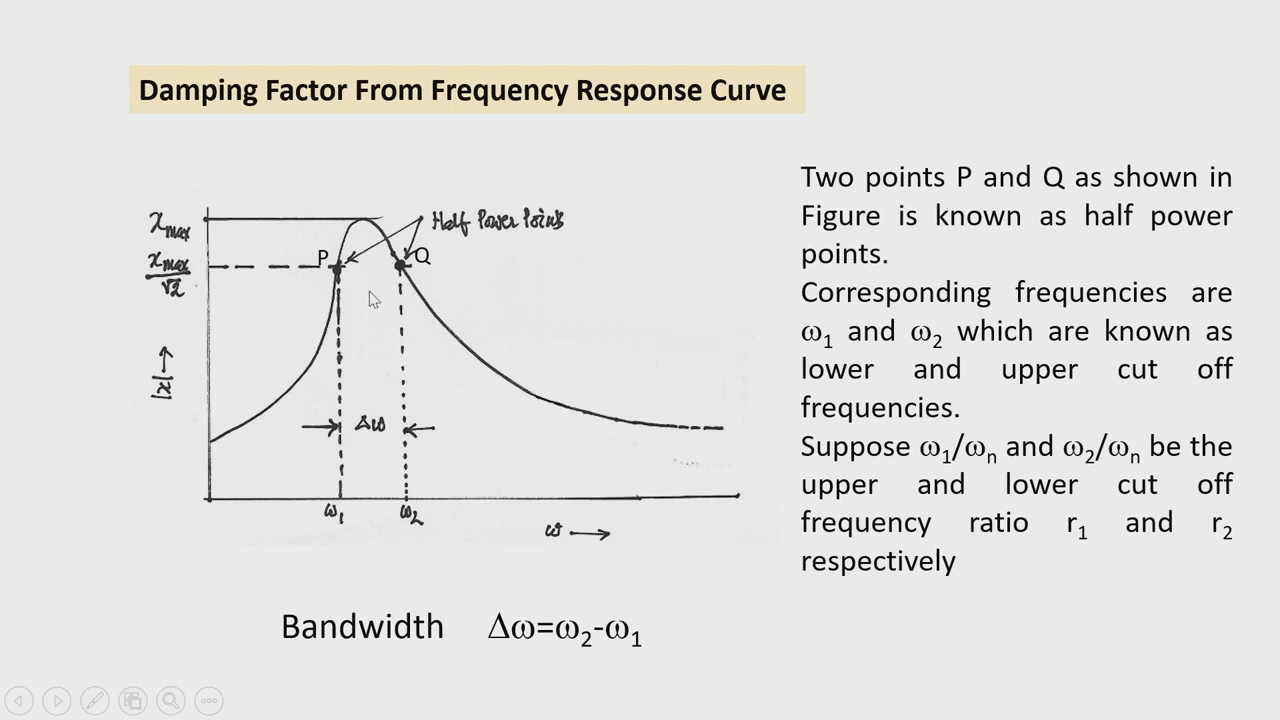 Damping Factor From Frequency Response Curve
x_max
x_max/√2
|x| →
P
Q
Half Power Points
Δω
ω₁
ω₂
ω →
Two points P and Q as shown in
Figure is known as half power
points.
Corresponding frequencies are
ω₁ and ω₂ which are known as
lower and upper cut off
frequencies.
Suppose ω₁/ωₙ and ω₂/ωₙ be the
upper and lower cut off
frequency ratio r₁ and r₂
respectively
Bandwidth Δω=ω₂-ω₁